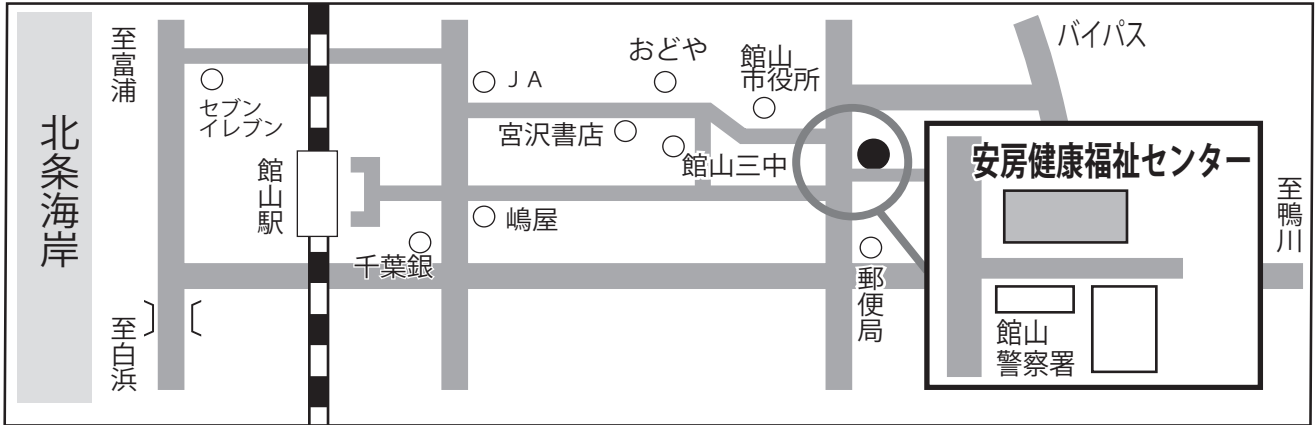 北条海岸
至富浦
セブン
イレブン
至白浜
館山駅
千葉銀
ＪＡ
嶋屋
宮沢書店
おどや
館山三中
館山
市役所
郵便局
バイパス
安房健康福祉センター
館山
警察署
至鴨川